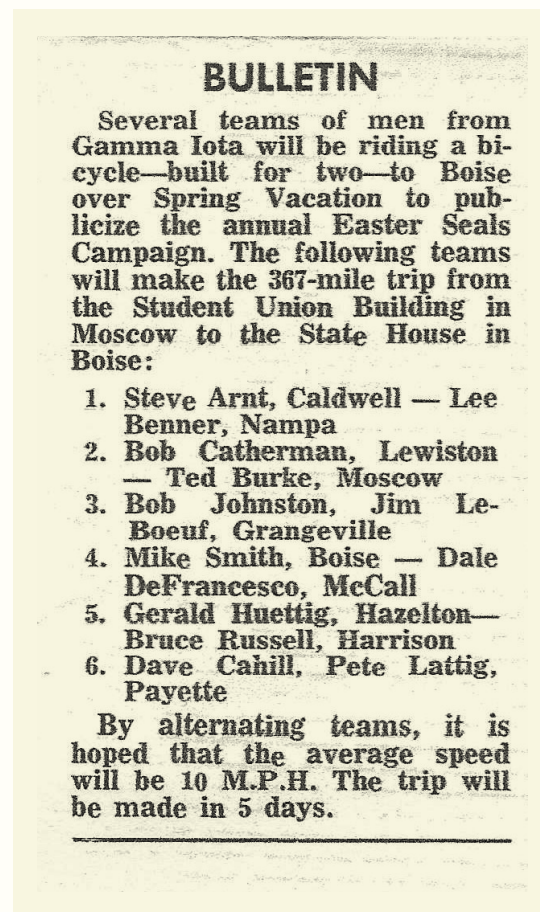 BULLETIN
Several teams of men from
Gamma Iota will be riding a bi-
cycle—built for two—to Boise
over Spring Vacation to pub-
licize the annual Easter Seals
Campaign. The following teams
will make the 367-mile trip from
the Student Union Building in
Moscow to the State House in
Boise:
1. Steve Arnt, Caldwell — Lee
Benner, Nampa
2. Bob Catherman, Lewiston
— Ted Burke, Moscow
3. Bob Johnston, Jim Le-
Boeuf, Grangeville
4. Mike Smith, Boise — Dale
DeFrancesco, McCall
5. Gerald Huettig, Hazelton—
Bruce Russell, Harrison
6. Dave Cahill, Pete Lattig,
Payette
By alternating teams, it is
hoped that the average speed
will be 10 M.P.H. The trip will
be made in 5 days.